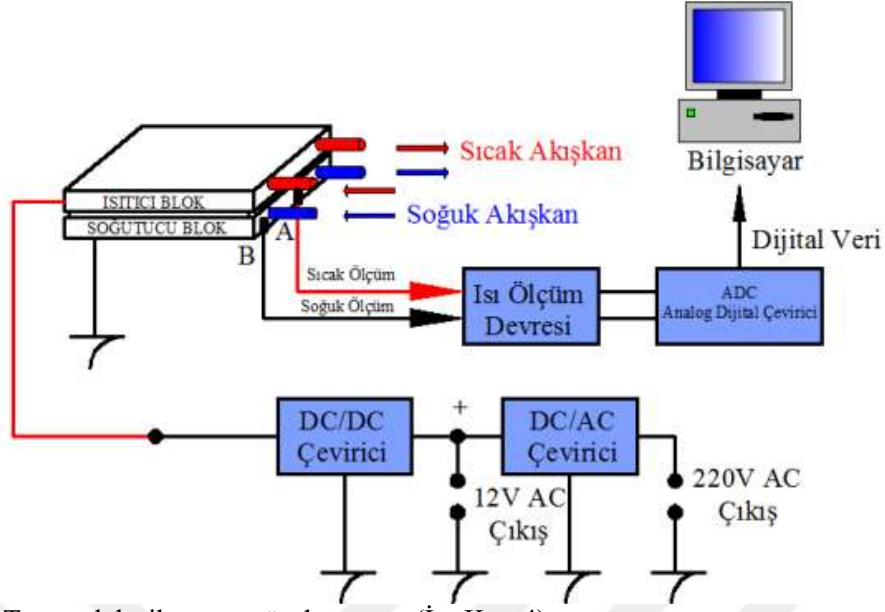 Bilgisayar
Sıcak Akışkan
Soğuk Akışkan
ISITICI BLOK
SOĞUTUCU BLOK
A
B
Dijital Veri
Sıcak Ölçüm
Soğuk Ölçüm
Isı Ölçüm
Devresi
ADC
Analog Dijital Çevirici
DC/DC
Çevirici
+
DC/AC
Çevirici
12V AC
Çıkış
220V AC
Çıkış